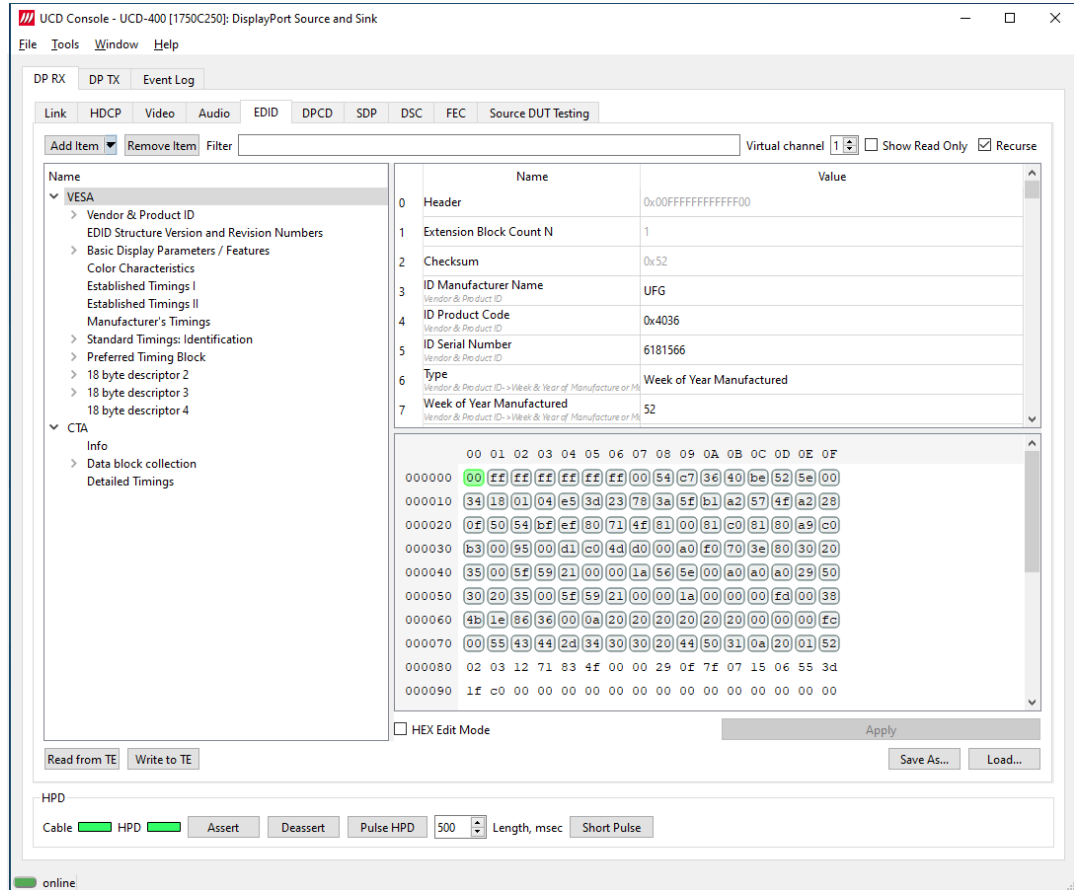 UCD Console - UCD-400 [1750C250]: DisplayPort Source and Sink
File Tools Window Help
DP RX DP TX Event Log
Link HDCP Video Audio EDID DPCD SDP DSC FEC Source DUT Testing
Add Item Remove Item Filter Virtual channel 1 Show Read Only Recurse
Name
VESA
Vendor & Product ID
EDID Structure Version and Revision Numbers
Basic Display Parameters / Features
Color Characteristics
Established Timings I
Established Timings II
Manufacturer's Timings
Standard Timings: Identification
Preferred Timing Block
18 byte descriptor 2
18 byte descriptor 3
18 byte descriptor 4
CTA
Info
Data block collection
Detailed Timings
Name Value
0 Header 0x00FFFFFFFFFFFF00
1 Extension Block Count N 1
2 Checksum 0x52
3 ID Manufacturer Name UFG
Vendor & Product ID
4 ID Product Code 0x4036
Vendor & Product ID
5 ID Serial Number 6181566
Vendor & Product ID
6 Type Week of Year Manufactured
Vendor & Product ID->Week & Year of Manufacture or Mo
7 Week of Year Manufactured 52
Vendor & Product ID->Week & Year of Manufacture or Mo
00 01 02 03 04 05 06 07 08 09 0A 0B 0C 0D 0E 0F
000000 00 ff ff ff ff ff ff 00 54 c7 36 40 be 52 5e 00
000010 34 18 01 04 e5 3d 23 78 3a 5f b1 a2 57 4f a2 28
000020 0f 50 54 bf ef 80 71 4f 81 00 81 c0 81 80 a9 c0
000030 b3 00 95 00 d1 c0 4d d0 00 a0 f0 70 3e 80 30 20
000040 35 00 5f 59 21 00 00 1a 56 5e 00 a0 a0 a0 29 50
000050 30 20 35 00 5f 59 21 00 00 1a 00 00 00 fd 00 38
000060 4b 1e 86 36 00 0a 20 20 20 20 20 20 00 00 00 fc
000070 00 55 43 44 2d 34 30 30 20 44 50 31 0a 20 01 52
000080 02 03 12 71 83 4f 00 00 29 0f 7f 07 15 06 55 3d
000090 1f c0 00 00 00 00 00 00 00 00 00 00 00 00 00 00
HEX Edit Mode Apply
Read from TE Write to TE Save As... Load...
HPD
Cable HPD Assert Deassert Pulse HPD 500 Length, msec Short Pulse
online